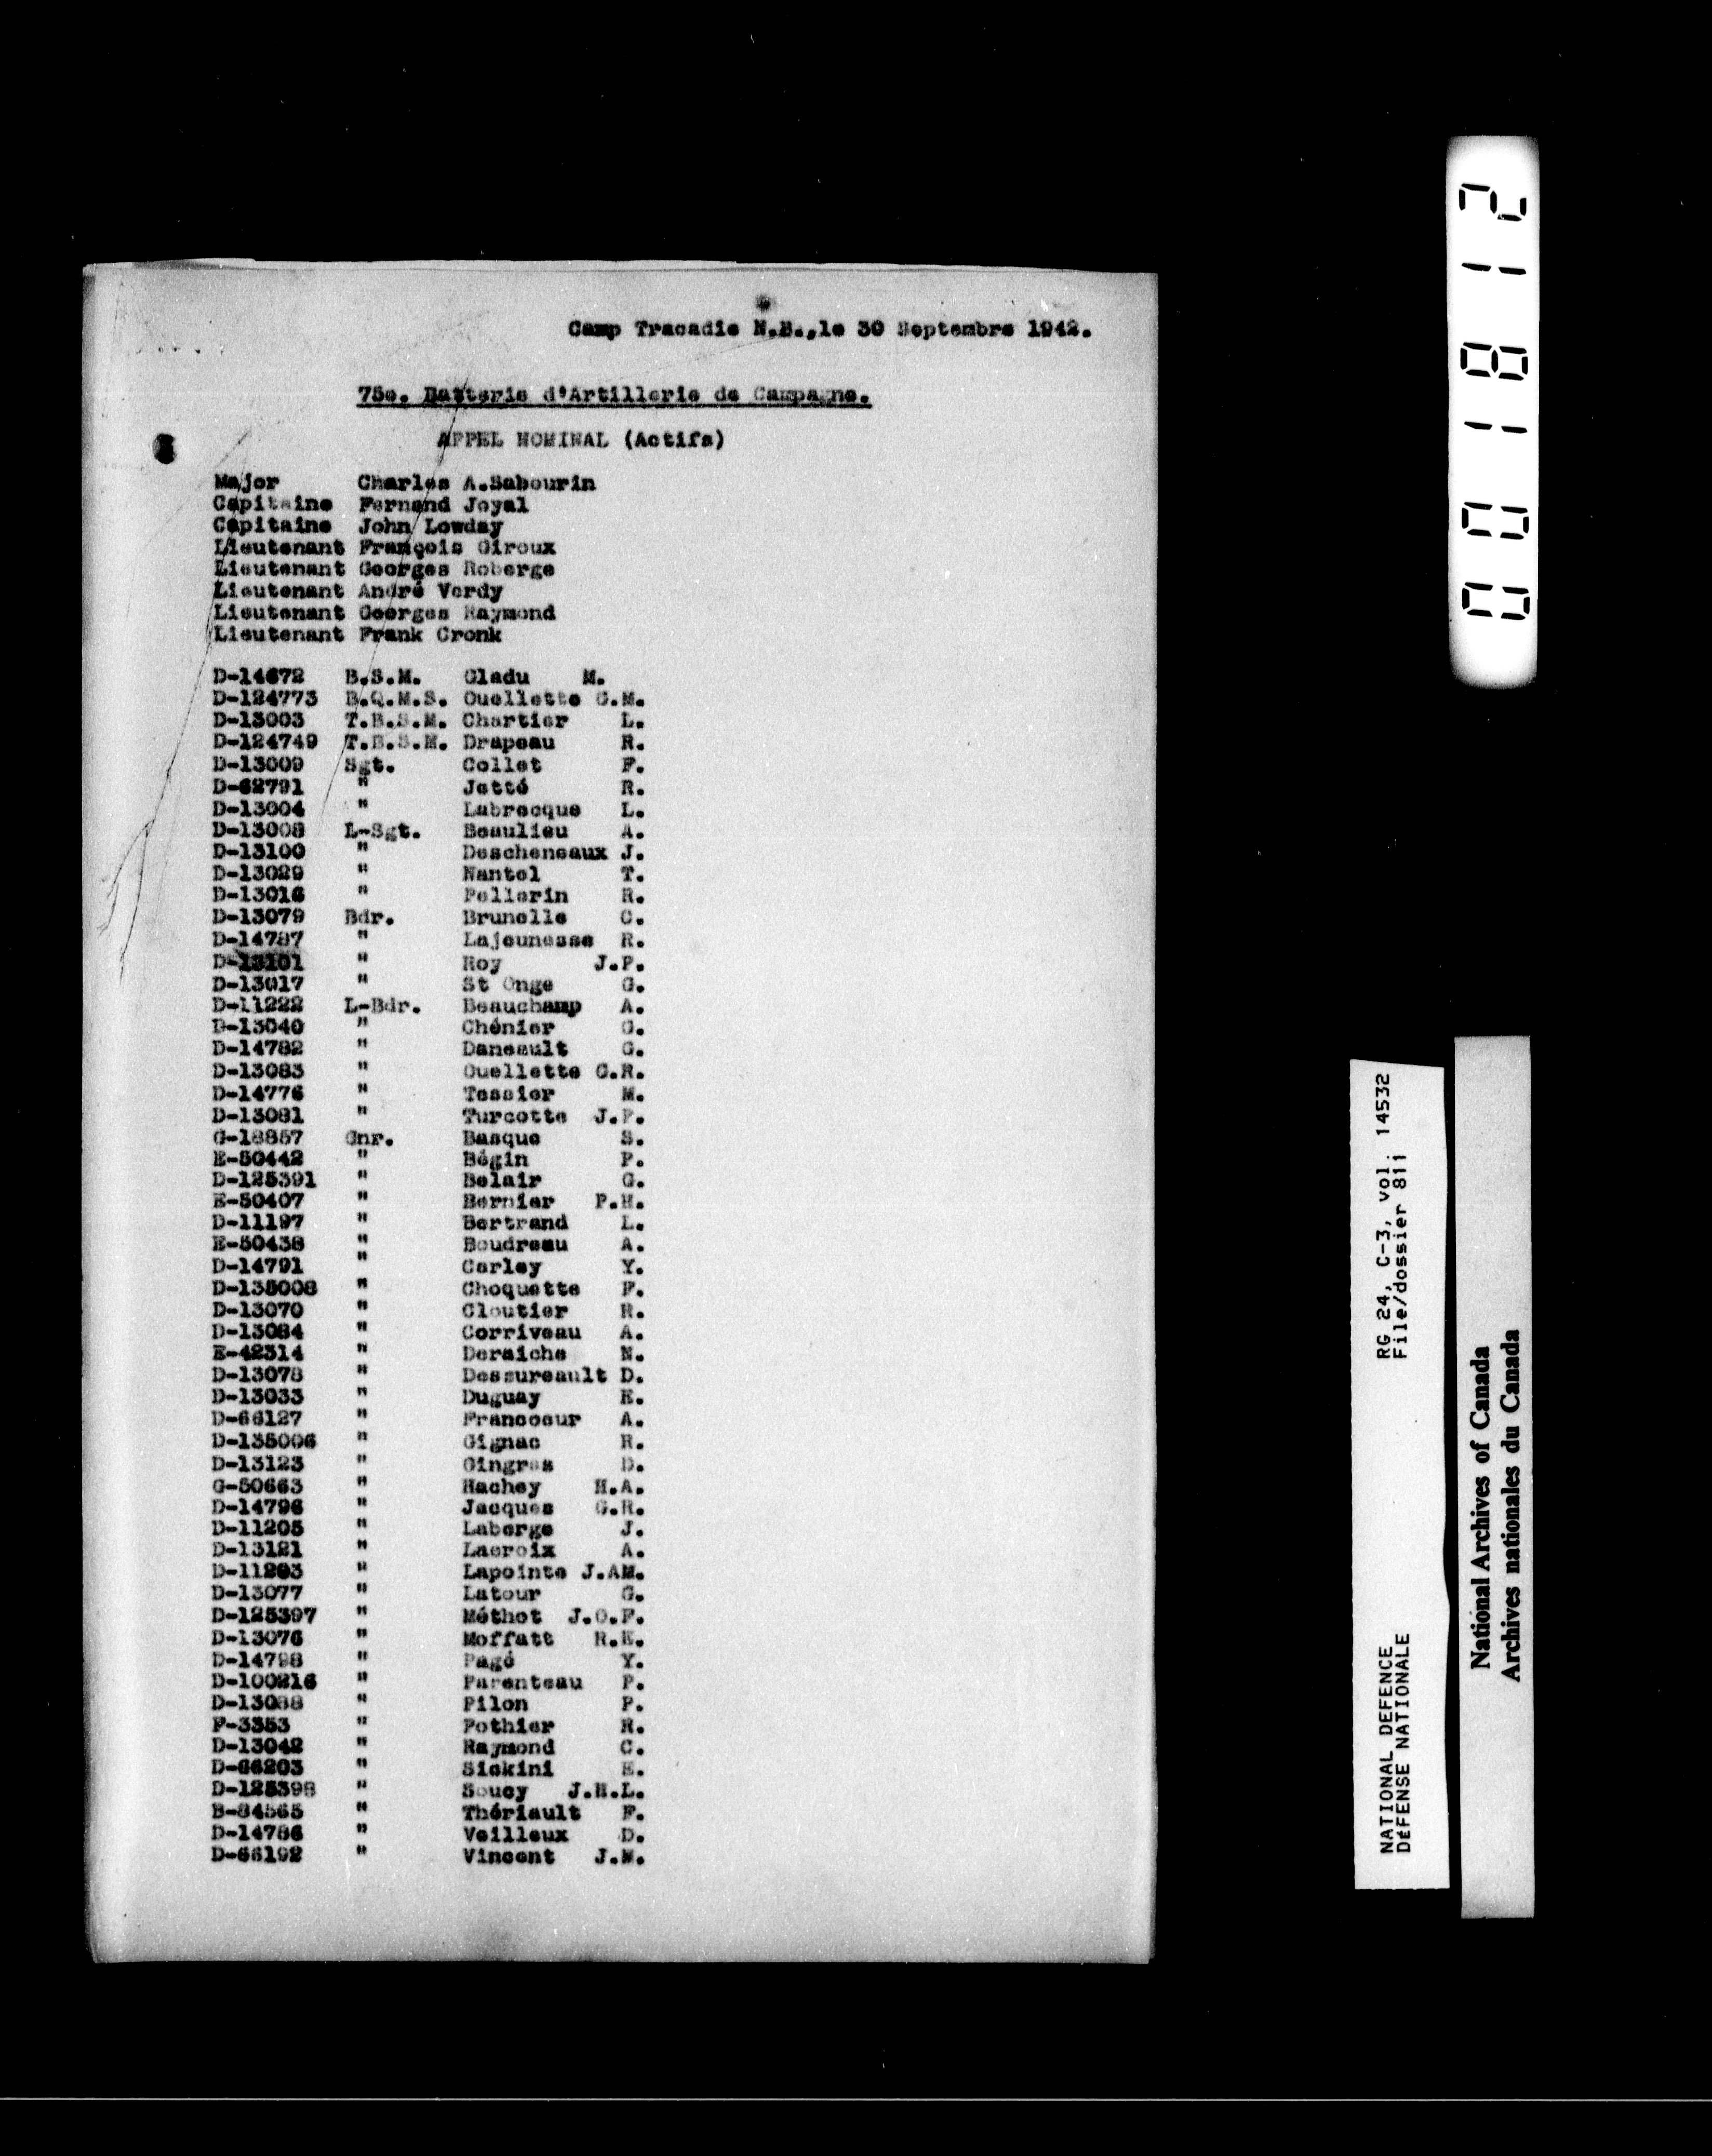 Camp Tracadie N.B.,le 30 Septembre 1942.
75e. Batterie d'Artillerie de Campagne.
APPEL NOMINAL (Actifs)
Major Charles A.Sabourin
Capitaine Fernand Joyal
Capitaine John Lowday
Lieutenant François Giroux
Lieutenant Georges Roberge
Lieutenant André Verdy
Lieutenant Georges Raymond
Lieutenant Frank Cronk
D-14672 B.S.M. Gladu M.
D-124773 B.Q.M.S. Ouellette G.M.
D-13003 T.B.S.M. Chartier L.
D-124749 T.B.S.M. Drapeau R.
D-13009 Sgt. Collet F.
D-62791 " Jetté R.
D-13004 " Labrecque L.
D-13008 L-Sgt. Beaulieu A.
D-13100 " Descheneaux J.
D-13029 " Nantel T.
D-13016 " Pellerin R.
D-13079 Bdr. Brunelle C.
D-14787 " Lajeunesse R.
D-13101 " Roy J.P.
D-13017 " St Onge G.
D-11222 L-Bdr. Beauchamp A.
D-13040 " Chénier G.
D-14782 " Daneault G.
D-13083 " Ouellette C.R.
D-14776 " Tessier M.
D-13081 " Turcotte J.P.
G-18857 Gnr. Basque S.
E-50442 " Bégin P.
D-125391 " Belair G.
E-50407 " Bernier P.H.
D-11197 " Bertrand L.
E-50438 " Boudreau A.
D-14791 " Carley Y.
D-135008 " Choquette F.
D-13070 " Cloutier R.
D-13084 " Corriveau A.
E-42314 " Deraiche N.
D-13078 " Dessureault D.
D-13033 " Duguay E.
D-66127 " Francoeur A.
D-135006 " Gignac R.
D-13123 " Gingras D.
G-50663 " Hachey H.A.
D-14796 " Jacques G.R.
D-11205 " Laberge J.
D-13121 " Lacroix A.
D-11203 " Lapointe J.AM.
D-13077 " Latour G.
D-125397 " Méthot J.O.F.
D-13076 " Moffatt R.E.
D-14798 " Pagé Y.
D-100216 " Parenteau P.
D-13088 " Pilon P.
F-3353 " Pothier R.
D-13042 " Raymond C.
D-66203 " Siekini E.
D-125398 " Soucy J.H.L.
B-84565 " Thériault F.
D-14786 " Veilleux D.
D-66192 " Vincent J.M.
001812
RG 24, C-3, vol. 14532
File/dossier 811
NATIONAL DEFENCE
DÉFENSE NATIONALE
National Archives of Canada
Archives nationales du Canada